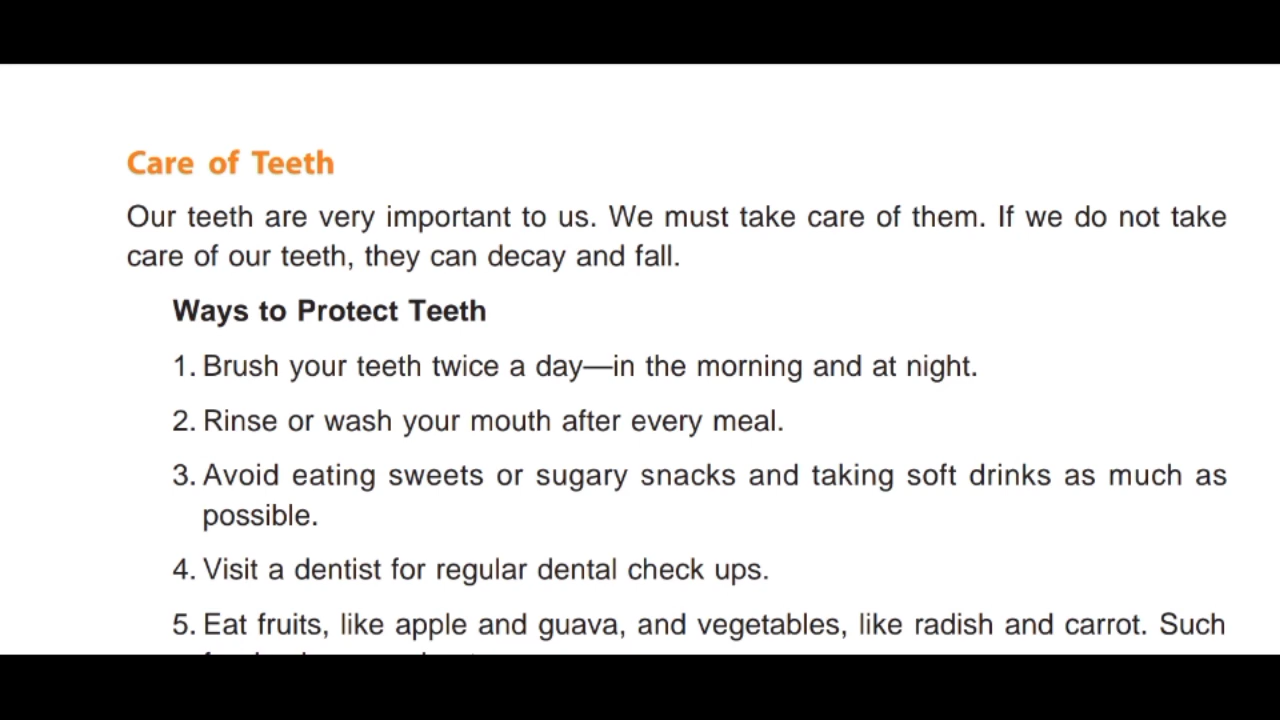 Care of Teeth
Our teeth are very important to us. We must take care of them. If we do not take
care of our teeth, they can decay and fall.
Ways to Protect Teeth
1. Brush your teeth twice a day—in the morning and at night.
2. Rinse or wash your mouth after every meal.
3. Avoid eating sweets or sugary snacks and taking soft drinks as much as
possible.
4. Visit a dentist for regular dental check ups.
5. Eat fruits, like apple and guava, and vegetables, like radish and carrot. Such